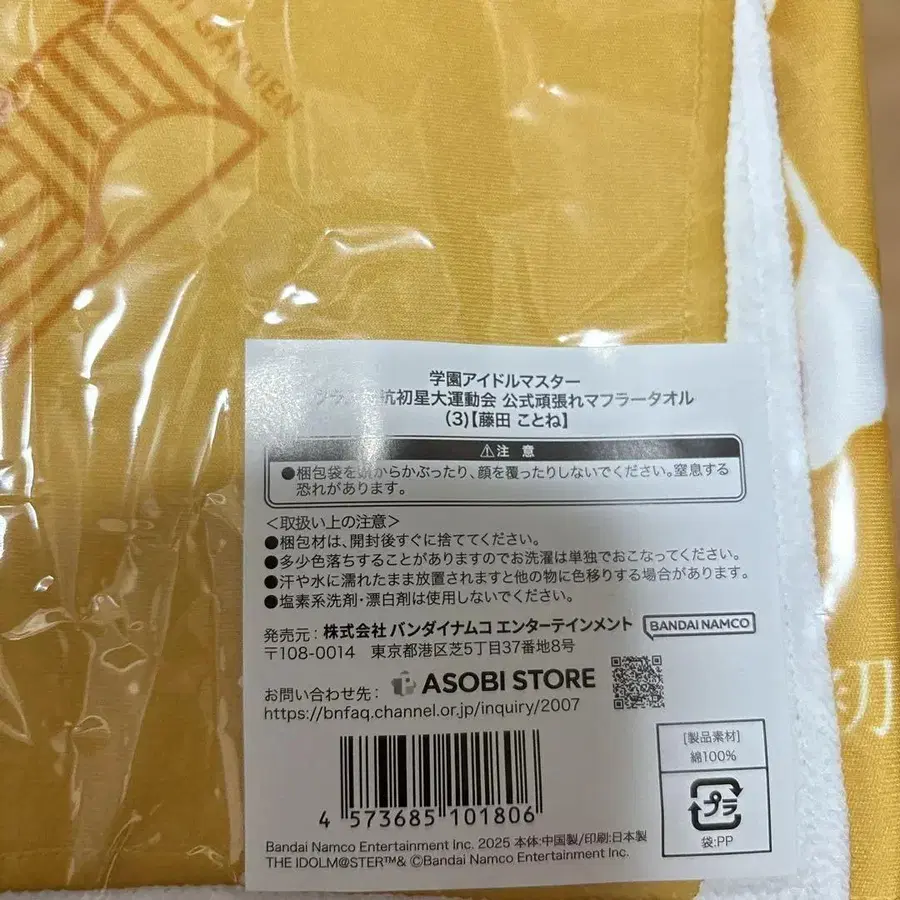 GARDEN
学園アイドルマスター
抗初星大運動会 公式頑張れマフラータオル
(3)【藤田 ことね】
⚠注 意
●梱包袋を からかぶったり、顔を覆ったりしないでください。窒息する
恐れがあります。
<取扱い上の注意>
●梱包材は、開封後すぐに捨ててください。
●多少色落ちすることがありますのでお洗濯は単独でおこなってください。
●汗や水に濡れたまま放置されますと他の物に色移りする場合があります。
●塩素系洗剤・漂白剤は使用しないでください。
発売元: 株式会社 バンダイナムコ エンターテインメント BANDAI NAMCO
〒108-0014 東京都港区芝5丁目37番地8号
お問い合わせ先: ASOBI STORE
https://bnfaq.channel.or.jp/inquiry/2007
初
[製品素材]
綿100%
プラ
袋:PP
4 573685 101806
Bandai Namco Entertainment Inc. 2025 本体:中国製/印刷:日本製
THE IDOLM@STER™& ©Bandai Namco Entertainment Inc.